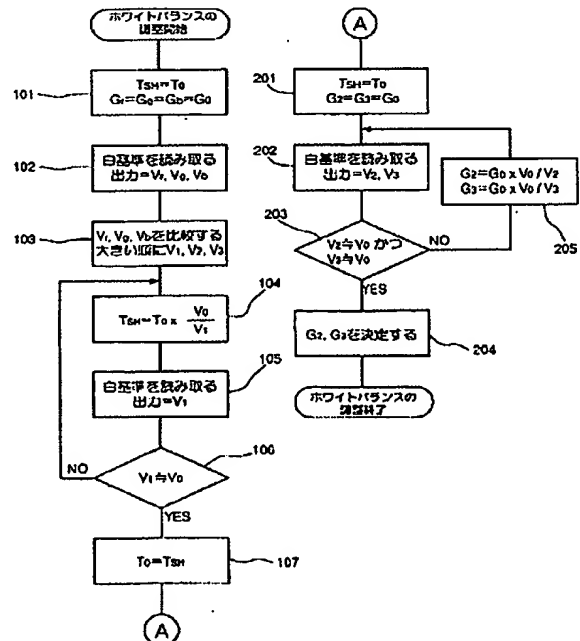 ホワイトバランスの
調整開始
101
TSH=T0
Gr=Gg=Gb=G0
102
白基準を読み取る
出力=Vr, Vg, Vb
103
Vr, Vg, Vbを比較する
大きい順にV1, V2, V3
104
TSH=T0 x V0/V1
105
白基準を読み取る
出力=V1
106
V1≒V0
NO
YES
107
T0=TSH
A
A
201
TSH=T0
G2=G3=G0
202
白基準を読み取る
出力=V2, V3
203
V2≒V0 かつ
V3≒V0
NO
G2=G0 x V0 / V2
G3=G0 x V0 / V3
205
YES
G2, G3を決定する
204
ホワイトバランスの
調整終了